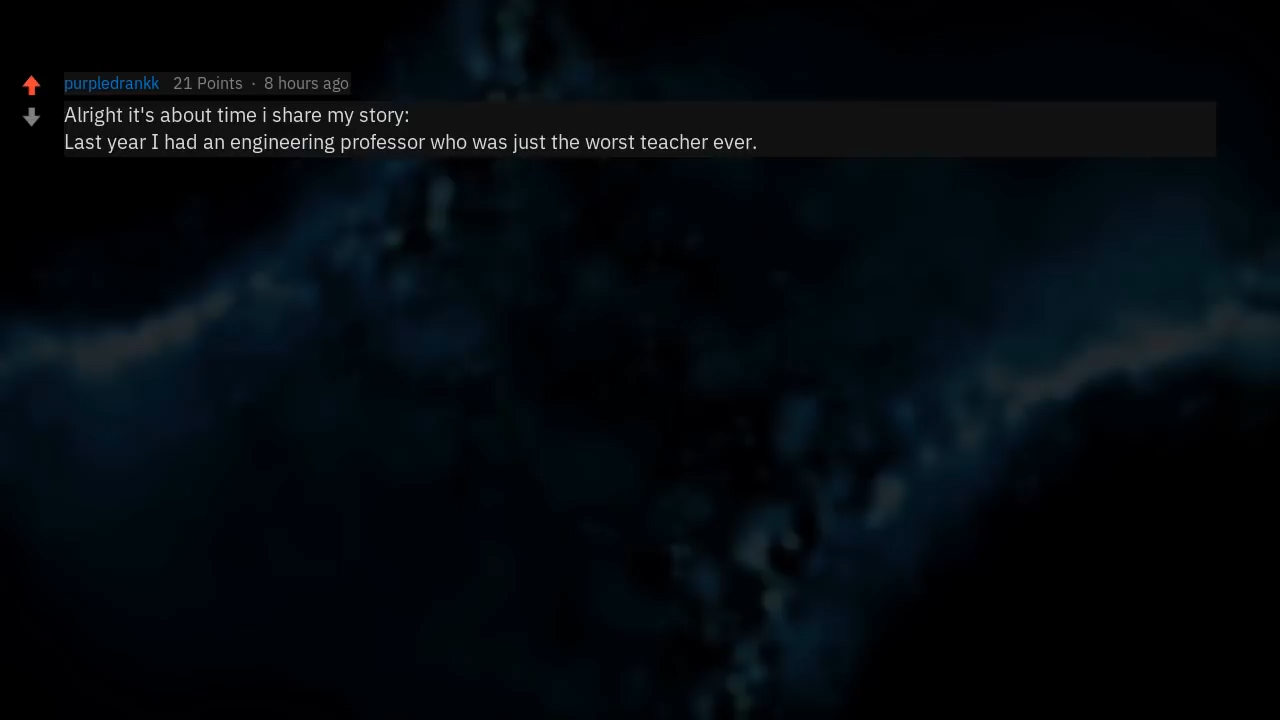 purpledrankk 21 Points · 8 hours ago
Alright it's about time i share my story:
Last year I had an engineering professor who was just the worst teacher ever.